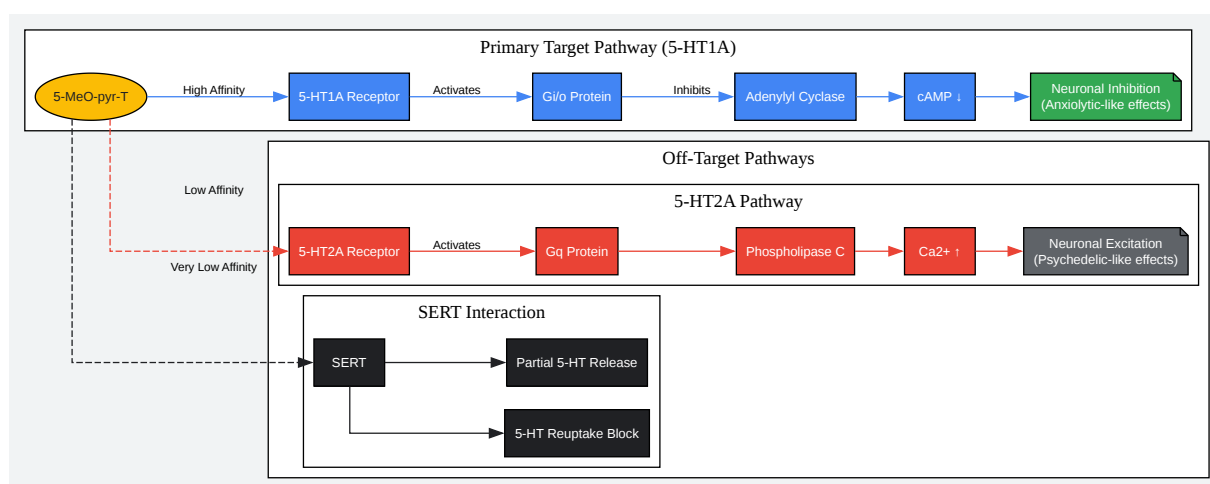 Primary Target Pathway (5-HT1A)
5-MeO-pyr-T
High Affinity
5-HT1A Receptor
Activates
Gi/o Protein
Inhibits
Adenylyl Cyclase
cAMP ↓
Neuronal Inhibition
(Anxiolytic-like effects)
Off-Target Pathways
Low Affinity
5-HT2A Pathway
5-HT2A Receptor
Activates
Gq Protein
Phospholipase C
Ca2+ ↑
Neuronal Excitation
(Psychedelic-like effects)
Very Low Affinity
SERT Interaction
SERT
Partial 5-HT Release
5-HT Reuptake Block